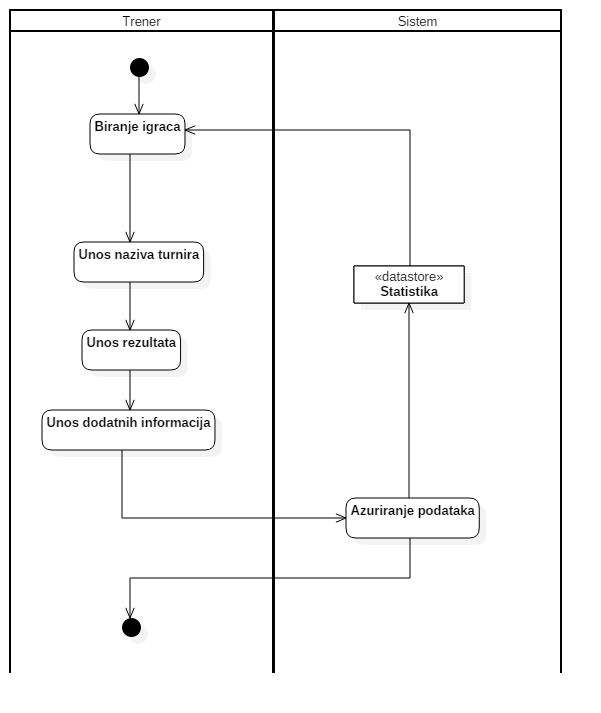 Trener
Sistem
Biranje igraca
Unos naziva turnira
«datastore»
Statistika
Unos rezultata
Unos dodatnih informacija
Azuriranje podataka